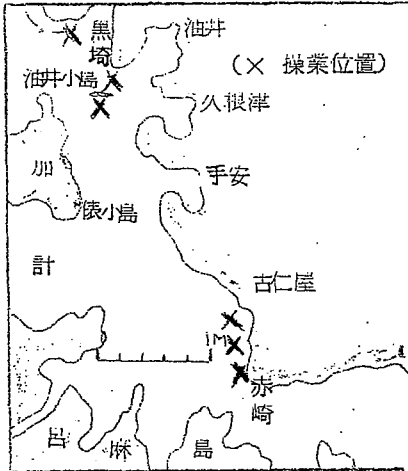 黒埼
油井
(× 操業位置)
油井小島
久根津
加
手安
俵小島
計
古仁屋
1M
赤崎
呂
麻
島